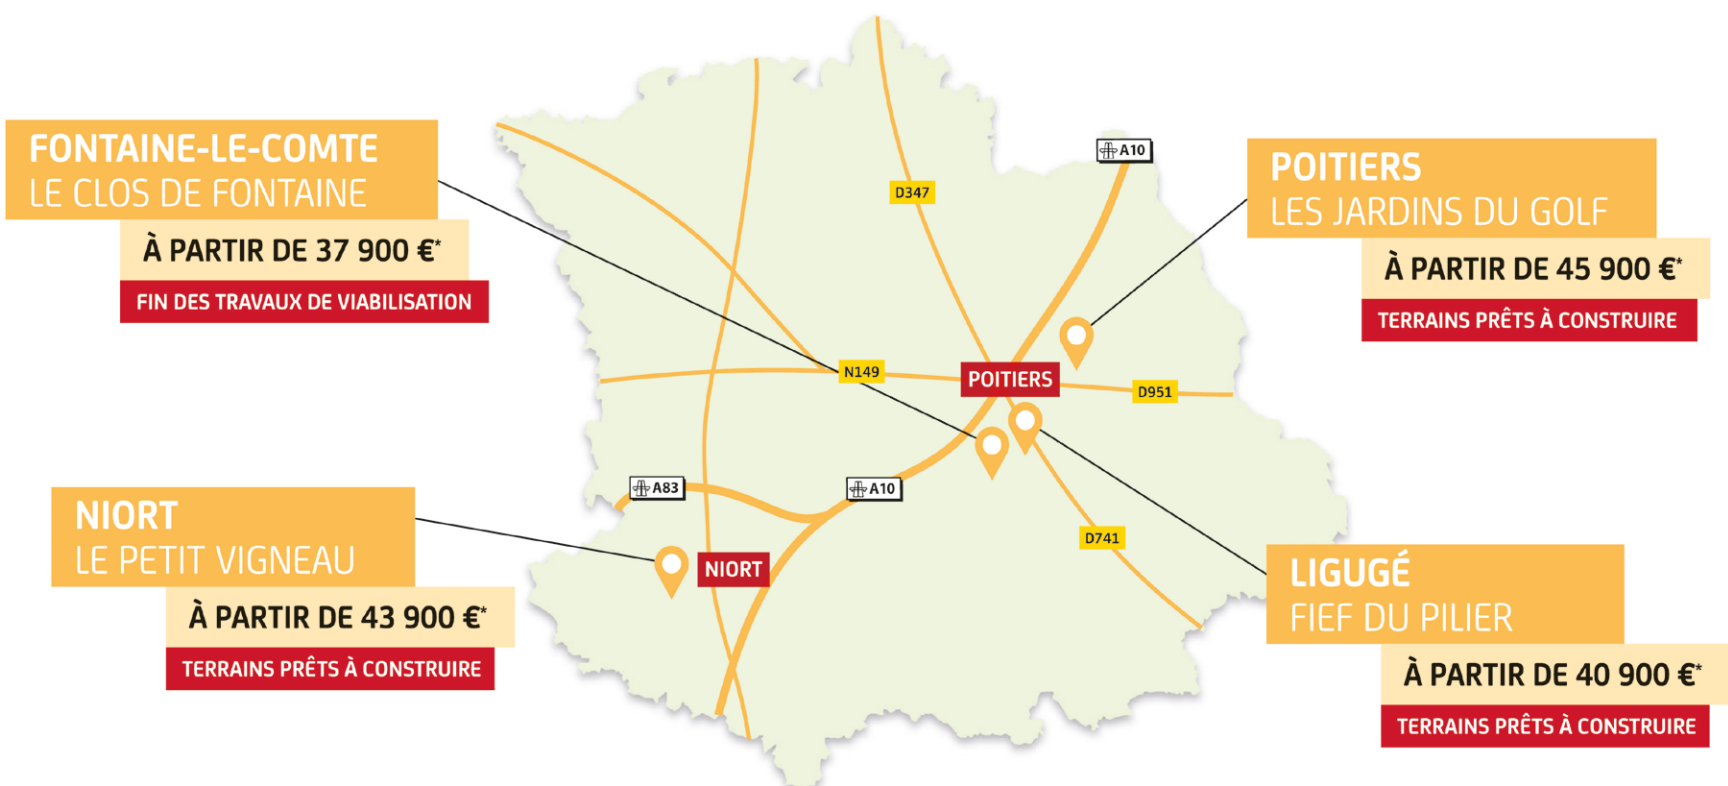 FONTAINE-LE-COMTE
LE CLOS DE FONTAINE
À PARTIR DE 37 900 €*
FIN DES TRAVAUX DE VIABILISATION
POITIERS
LES JARDINS DU GOLF
À PARTIR DE 45 900 €*
TERRAINS PRÊTS À CONSTRUIRE
A10
D347
N149
POITIERS
D951
A83
A10
D741
NIORT
NIORT
LE PETIT VIGNEAU
À PARTIR DE 43 900 €*
TERRAINS PRÊTS À CONSTRUIRE
LIGUGÉ
FIEF DU PILIER
À PARTIR DE 40 900 €*
TERRAINS PRÊTS À CONSTRUIRE